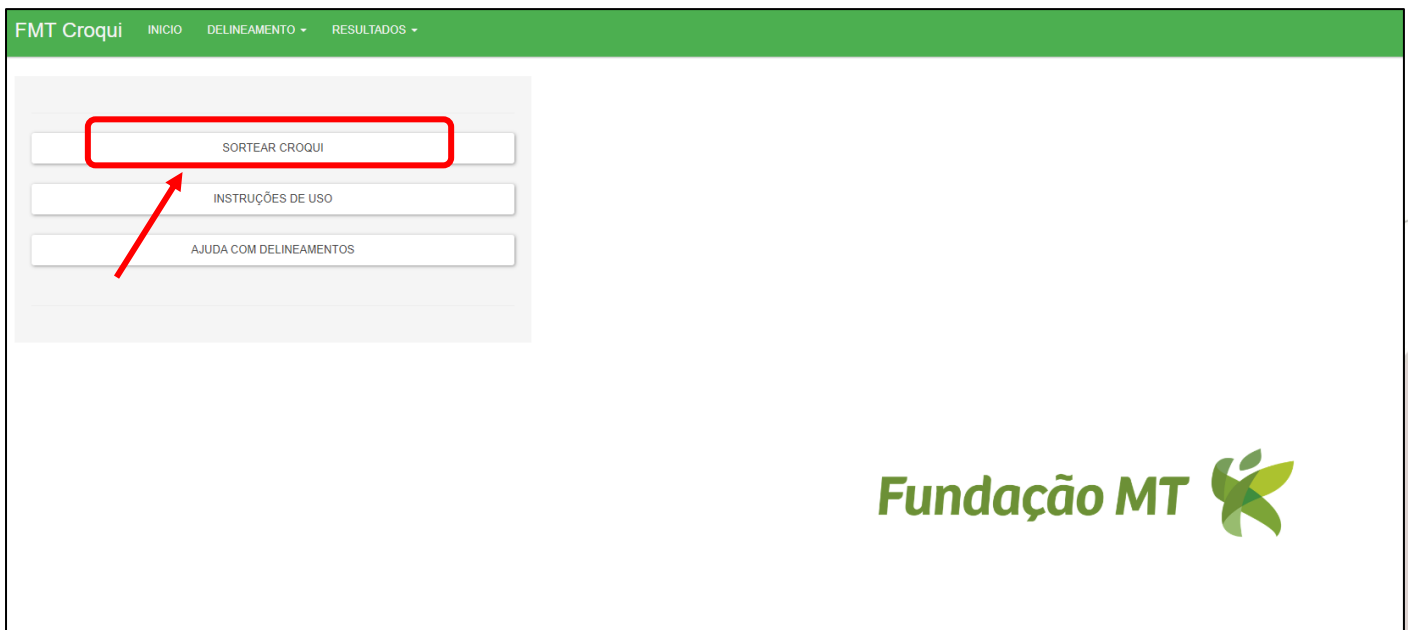 FMT Croqui INICIO DELINEAMENTO RESULTADOS
SORTEAR CROQUI
INSTRUÇÕES DE USO
AJUDA COM DELINEAMENTOS
Fundação MT